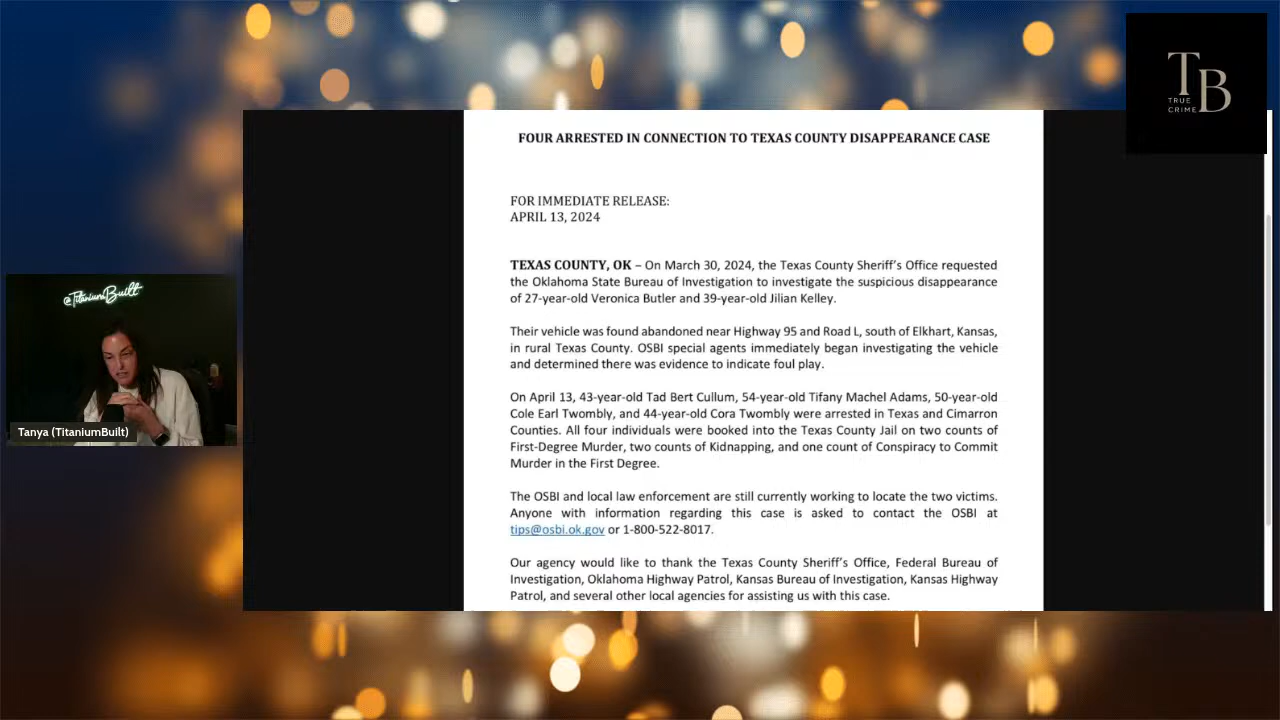 TB
TRUE
CRIME
FOUR ARRESTED IN CONNECTION TO TEXAS COUNTY DISAPPEARANCE CASE
FOR IMMEDIATE RELEASE:
APRIL 13, 2024
TEXAS COUNTY, OK – On March 30, 2024, the Texas County Sheriff's Office requested
the Oklahoma State Bureau of Investigation to investigate the suspicious disappearance
of 27-year-old Veronica Butler and 39-year-old Jilian Kelley.
Their vehicle was found abandoned near Highway 95 and Road L, south of Elkhart, Kansas,
in rural Texas County. OSBI special agents immediately began investigating the vehicle
and determined there was evidence to indicate foul play.
On April 13, 43-year-old Tad Bert Cullum, 54-year-old Tifany Machel Adams, 50-year-old
Cole Earl Twombly, and 44-year-old Cora Twombly were arrested in Texas and Cimarron
Counties. All four individuals were booked into the Texas County Jail on two counts of
First-Degree Murder, two counts of Kidnapping, and one count of Conspiracy to Commit
Murder in the First Degree.
The OSBI and local law enforcement are still currently working to locate the two victims.
Anyone with information regarding this case is asked to contact the OSBI at
tips@osbi.ok.gov or 1-800-522-8017.
Our agency would like to thank the Texas County Sheriff's Office, Federal Bureau of
Investigation, Oklahoma Highway Patrol, Kansas Bureau of Investigation, Kansas Highway
Patrol, and several other local agencies for assisting us with this case.
@TitaniumBuilt
Tanya (TitaniumBuilt)